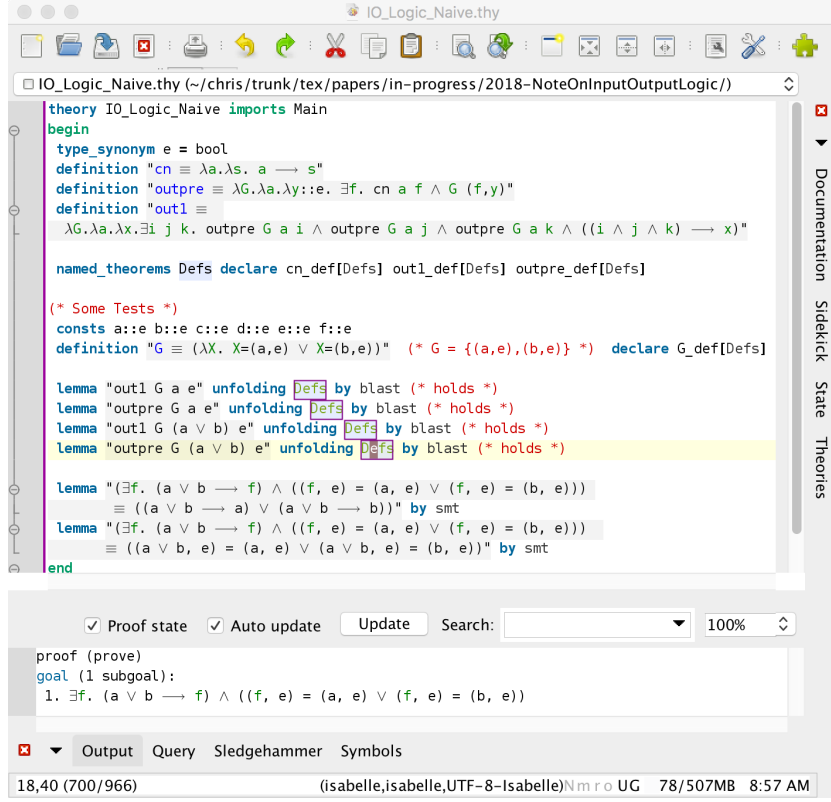 IO_Logic_Naive.thy
IO_Logic_Naive.thy (~/chris/trunk/tex/papers/in-progress/2018-NoteOnInputOutputLogic/)
theory IO_Logic_Naive imports Main
begin
type_synonym e = bool
definition "cn ≡ λa.λs. a ⟶ s"
definition "outpre ≡ λG.λa.λy::e. ∃f. cn a f ∧ G (f,y)"
definition "out1 ≡
λG.λa.λx.∃i j k. outpre G a i ∧ outpre G a j ∧ outpre G a k ∧ ((i ∧ j ∧ k) ⟶ x)"
named_theorems Defs declare cn_def[Defs] out1_def[Defs] outpre_def[Defs]
(* Some Tests *)
consts a::e b::e c::e d::e e::e f::e
definition "G ≡ (λX. X=(a,e) ∨ X=(b,e))" (* G = {(a,e),(b,e)} *) declare G_def[Defs]
lemma "out1 G a e" unfolding Defs by blast (* holds *)
lemma "outpre G a e" unfolding Defs by blast (* holds *)
lemma "out1 G (a ∨ b) e" unfolding Defs by blast (* holds *)
lemma "outpre G (a ∨ b) e" unfolding Defs by blast (* holds *)
lemma "(∃f. (a ∨ b ⟶ f) ∧ ((f, e) = (a, e) ∨ (f, e) = (b, e)))
≡ ((a ∨ b ⟶ a) ∨ (a ∨ b ⟶ b))" by smt
lemma "(∃f. (a ∨ b ⟶ f) ∧ ((f, e) = (a, e) ∨ (f, e) = (b, e)))
≡ ((a ∨ b, e) = (a, e) ∨ (a ∨ b, e) = (b, e))" by smt
end
Documentation
Sidekick
State
Theories
Proof state Auto update Update Search: 100%
proof (prove)
goal (1 subgoal):
1. ∃f. (a ∨ b ⟶ f) ∧ ((f, e) = (a, e) ∨ (f, e) = (b, e))
Output Query Sledgehammer Symbols
18,40 (700/966) (isabelle,isabelle,UTF-8-Isabelle)N m r o UG 78/507MB 8:57 AM